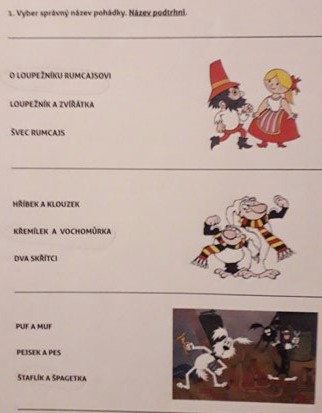 1. Vyber správný název pohádky. Název podtrhni.
O LOUPEŽNÍKU RUMCAJSOVI
LOUPEŽNÍK A ZVÍŘÁTKA
ŠVEC RUMCAJS
HŘÍBEK A KLOUZEK
KŘEMÍLEK A VOCHOMŮRKA
DVA SKŘÍTCI
PUF A MUF
PEJSEK A PES
ŠTAFLÍK A ŠPAGETKA